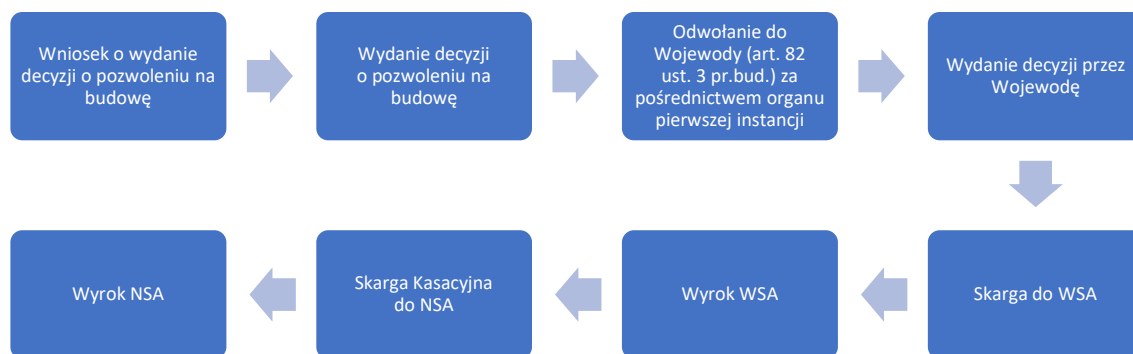 Wniosek o wydanie
decyzji o pozwoleniu na
budowę
Wydanie decyzji
o pozwoleniu na
budowę
Odwołanie do
Wojewody (art. 82
ust. 3 pr.bud.) za
pośrednictwem organu
pierwszej instancji
Wydanie decyzji przez
Wojewodę
Skarga do WSA
Wyrok WSA
Skarga Kasacyjna
do NSA
Wyrok NSA